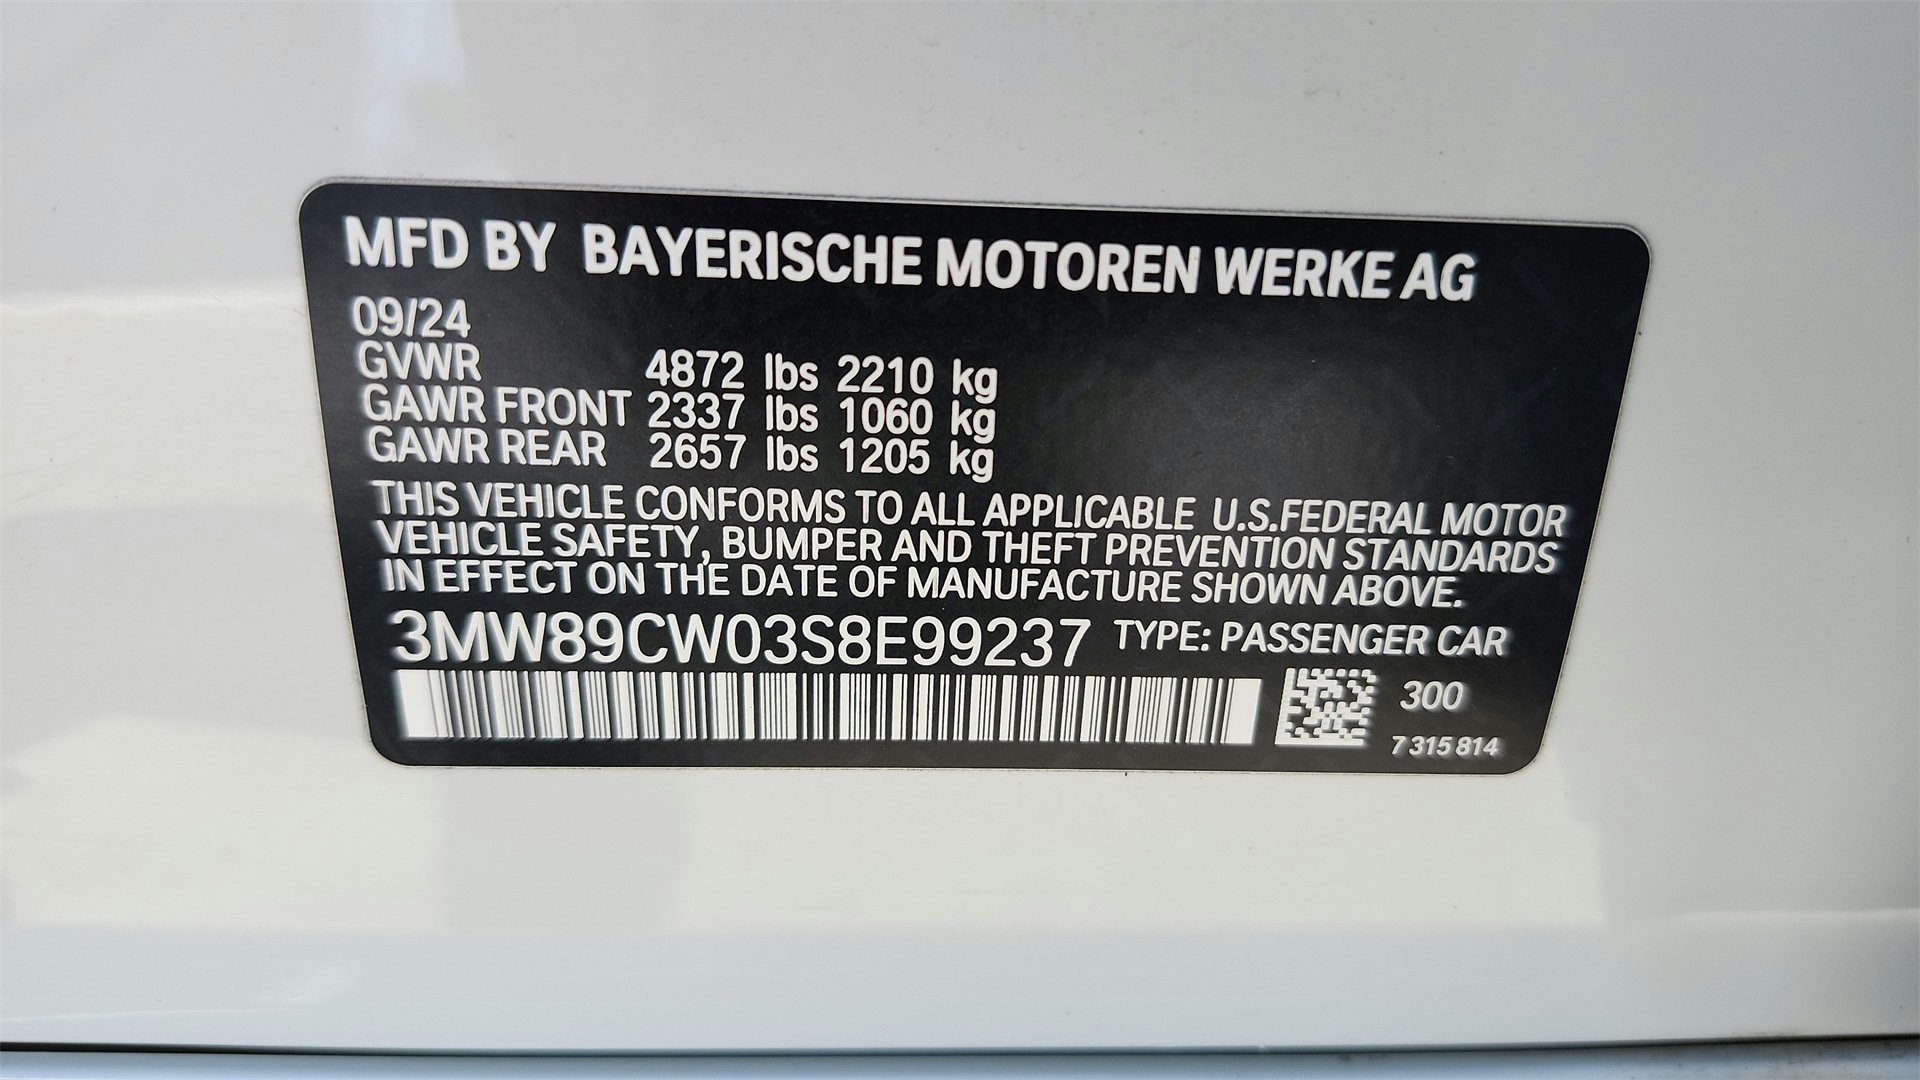 MFD BY BAYERISCHE MOTOREN WERKE AG
09/24
GVWR 4872 lbs 2210 kg
GAWR FRONT 2337 lbs 1060 kg
GAWR REAR 2657 lbs 1205 kg
THIS VEHICLE CONFORMS TO ALL APPLICABLE U.S.FEDERAL MOTOR
VEHICLE SAFETY, BUMPER AND THEFT PREVENTION STANDARDS
IN EFFECT ON THE DATE OF MANUFACTURE SHOWN ABOVE.
3MW89CW03S8E99237 TYPE: PASSENGER CAR
300
7 315 814